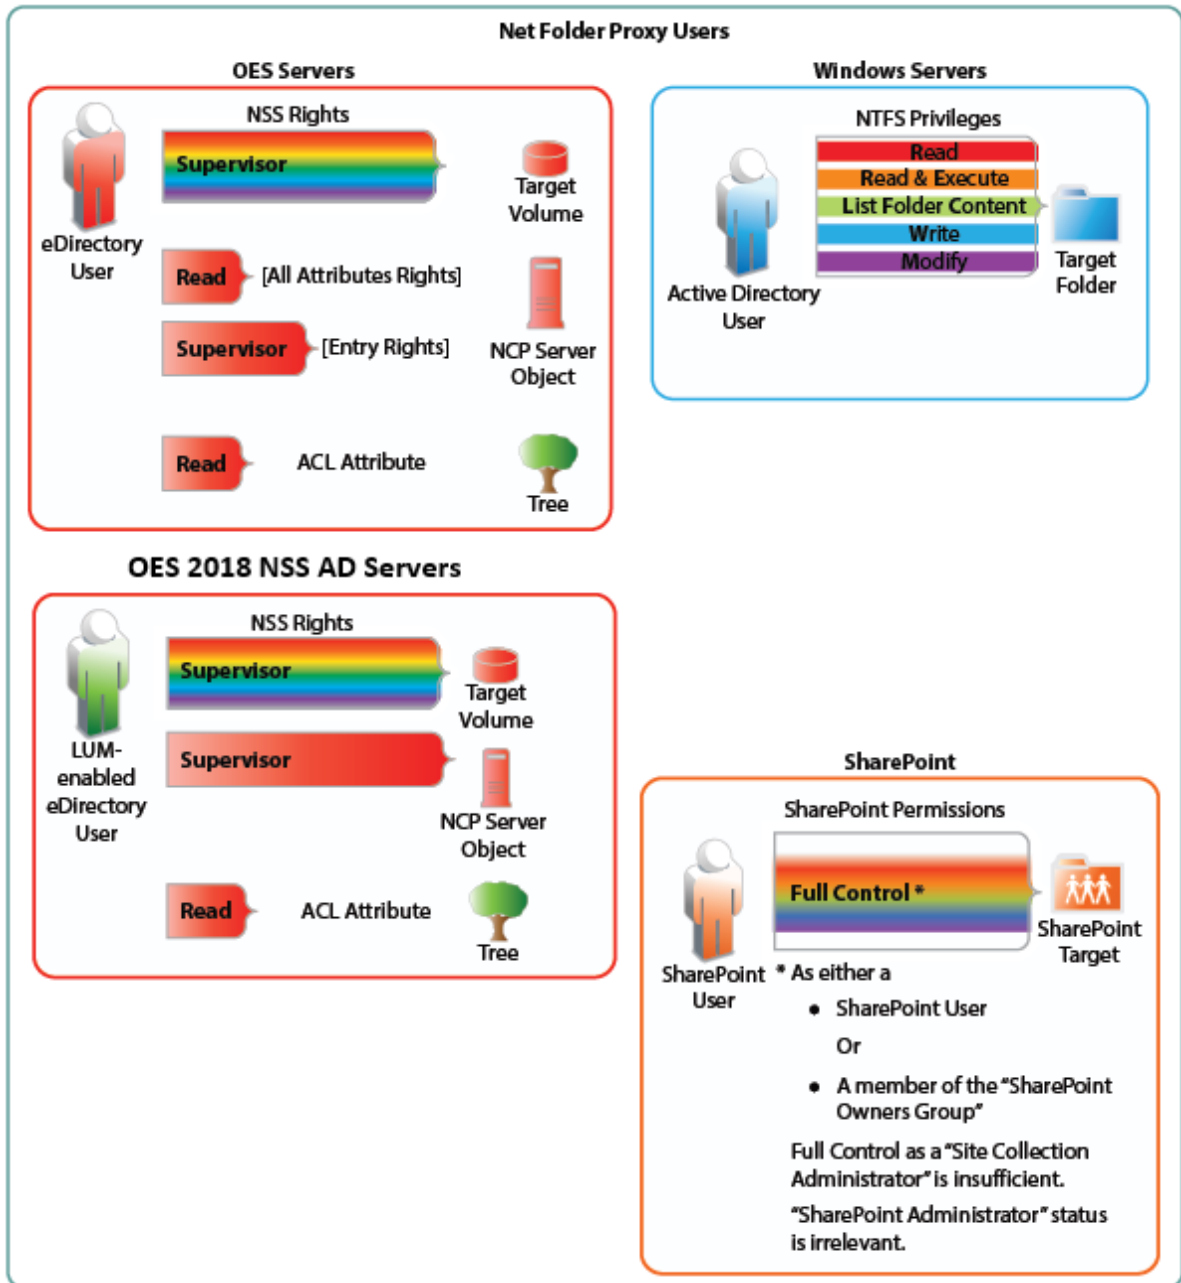 Net Folder Proxy Users
OES Servers
NSS Rights
Supervisor
Target
Volume
eDirectory
User
Read
[All Attributes Rights]
Supervisor
[Entry Rights]
NCP Server
Object
Read
ACL Attribute
Tree
Windows Servers
NTFS Privileges
Read
Read & Execute
List Folder Content
Write
Modify
Active Directory
User
Target
Folder
OES 2018 NSS AD Servers
NSS Rights
Supervisor
Target
Volume
LUM-
enabled
eDirectory
User
Supervisor
NCP Server
Object
Read
ACL Attribute
Tree
SharePoint
SharePoint Permissions
Full Control *
SharePoint
User
SharePoint
Target
* As either a
● SharePoint User
Or
● A member of the “SharePoint
Owners Group”
Full Control as a “Site Collection
Administrator” is insufficient.
“SharePoint Administrator” status
is irrelevant.